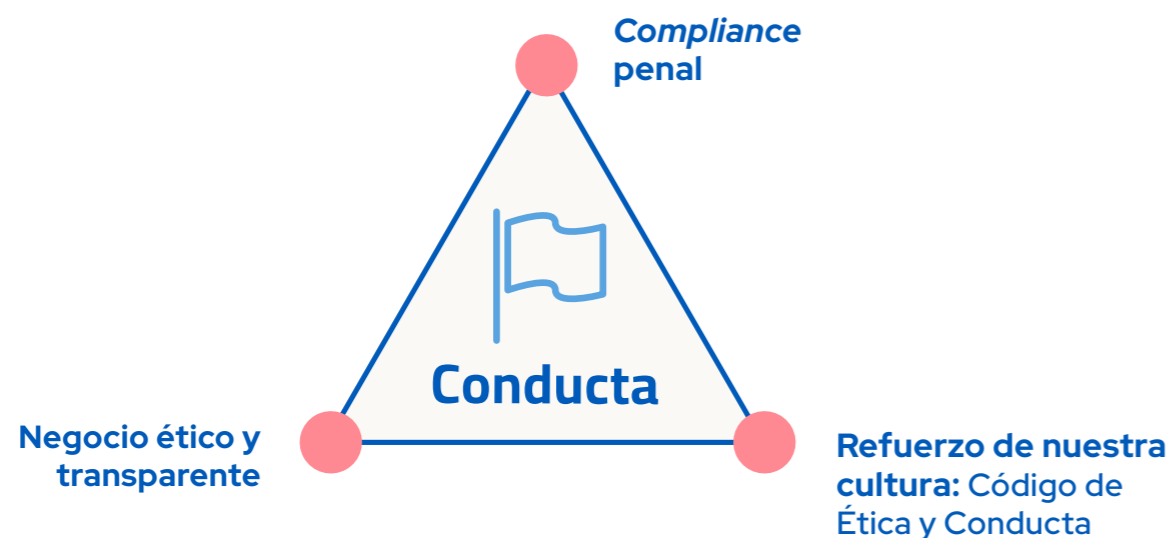 Compliance
penal
Conducta
Negocio ético y
transparente
Refuerzo de nuestra
cultura: Código de
Ética y Conducta